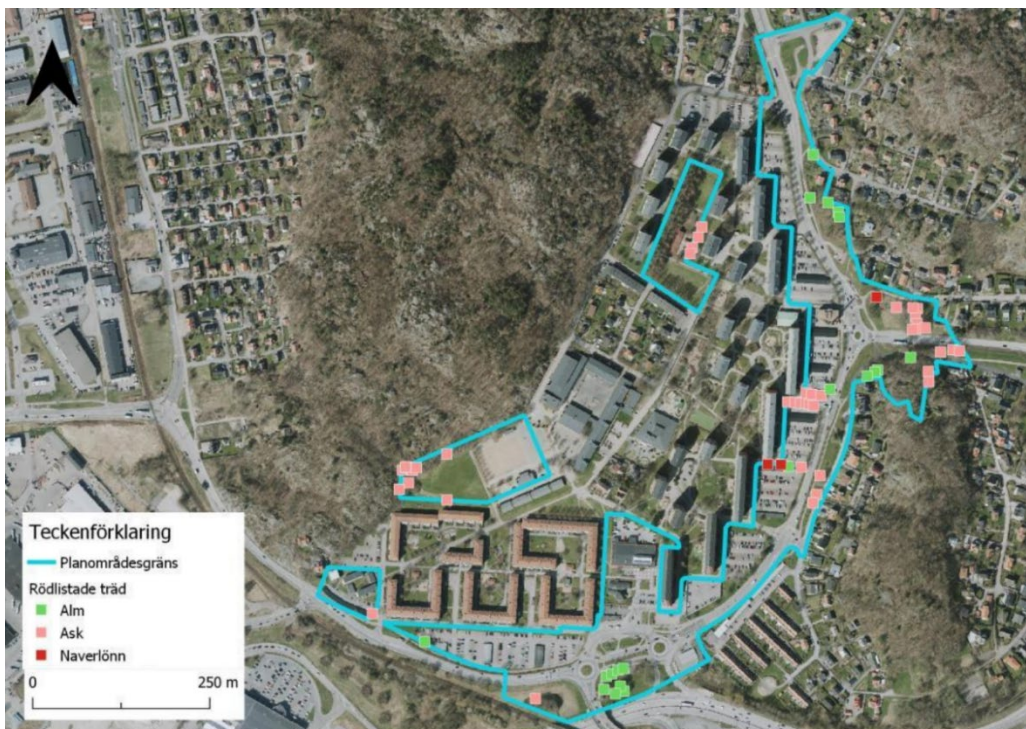 Teckenförklaring
Planområdesgräns
Rödlistade träd
Alm
Ask
Naverlönn
0 250 m